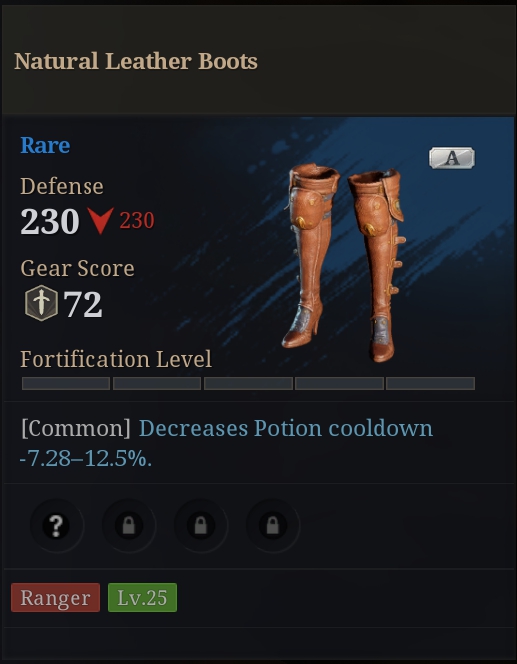 Natural Leather Boots
Rare
A
Defense
230 230
Gear Score
72
Fortification Level
[Common] Decreases Potion cooldown
-7.28–12.5%.
?
Ranger Lv.25